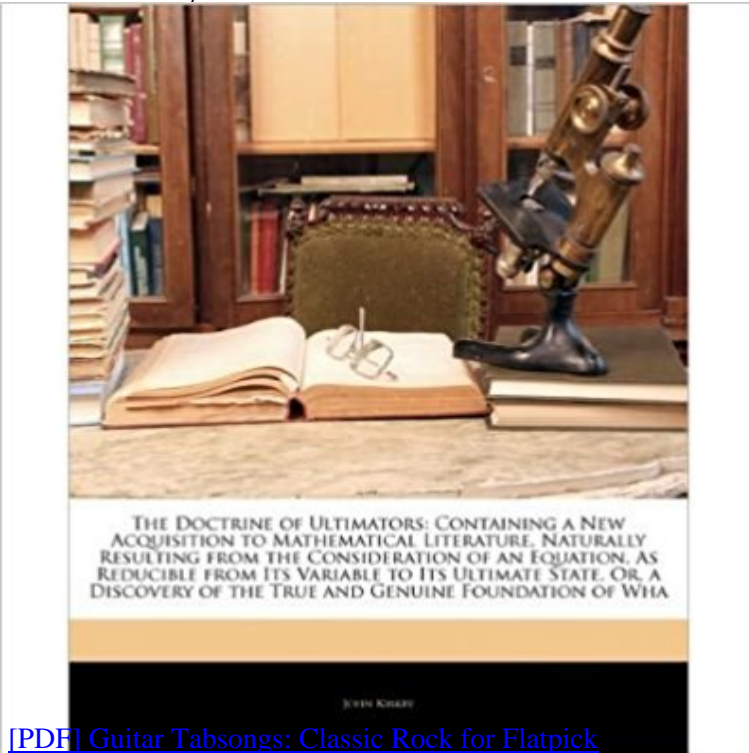 THE DOCTRINE OF ULTIMATORS: CONTAINING A NEW
ACQUISITION TO MATHEMATICAL LITERATURE, NATURALLY
RESULTING FROM THE CONSIDERATION OF AN EQUATION, AS
REDUCIBLE FROM ITS VARIABLE TO ITS ULTIMATE STATE, OR, A
DISCOVERY OF THE TRUE AND GENUINE FOUNDATION OF WHA
JOHN KIRKBY
[PDF] Guitar Tabsongs: Classic Rock for Flatpick